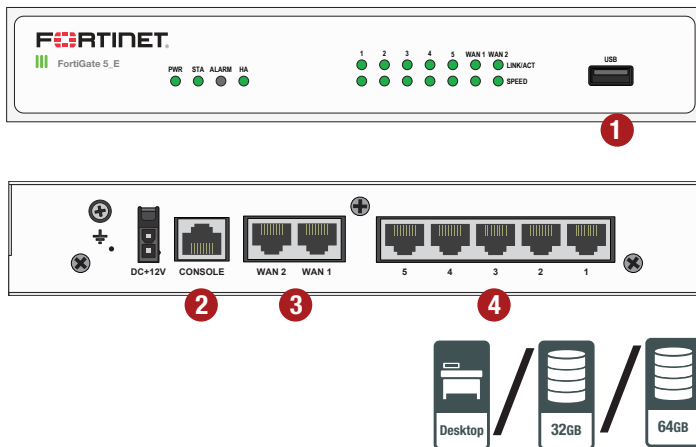 FORTINET.
FortiGate 5_E
PWR STA ALARM HA
1 2 3 4 5 WAN 1 WAN 2
LINK/ACT
SPEED
USB
1
DC+12V CONSOLE WAN 2 WAN 1 5 4 3 2 1
2 3 4
Desktop 32GB 64GB